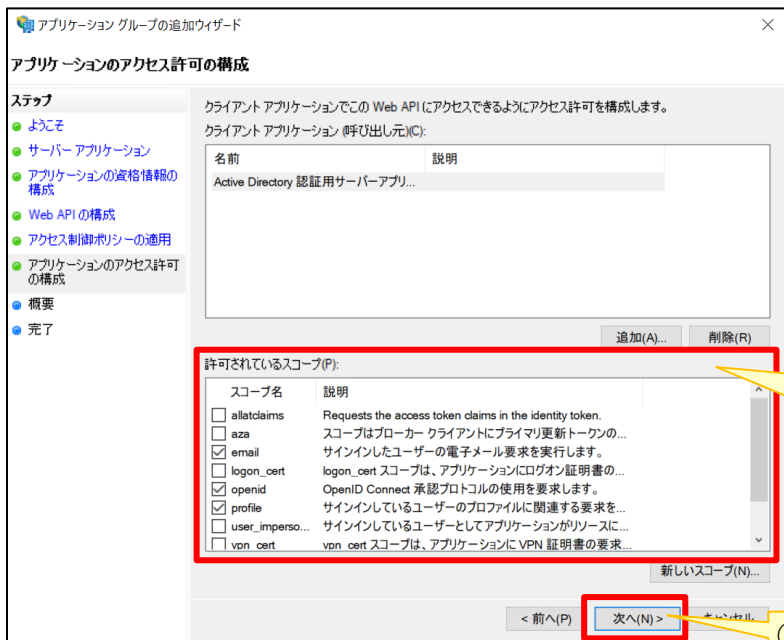 アプリケーション グループの追加ウィザード
アプリケーションのアクセス許可の構成
ステップ
ようこそ
サーバー アプリケーション
アプリケーションの資格情報の
構成
Web API の構成
アクセス制御ポリシーの適用
アプリケーションのアクセス許可
の構成
概要
完了
クライアント アプリケーションでこの Web API にアクセスできるようにアクセス許可を構成します。
クライアント アプリケーション (呼び出し元)(C):
名前 説明
Active Directory 認証用サーバーアプリ...
追加(A)... 削除(R)
許可されているスコープ(P):
スコープ名 説明
allatclaims Requests the access token claims in the identity token.
aza スコープはブローカー クライアントにプライマリ更新トークンの...
email サインインしたユーザーの電子メール要求を実行します。
logon_cert logon_cert スコープは、アプリケーションにログオン証明書の...
openid OpenID Connect 承認プロトコルの使用を要求します。
profile サインインしているユーザーのプロファイルに関連する要求を...
user_imperso... サインインしているユーザーとしてアプリケーションがリソースに...
vpn_cert vpn_cert スコープは、アプリケーションに VPN 証明書の要求...
新しいスコープ(N)...
< 前へ(P) 次へ(N) > キャンセル